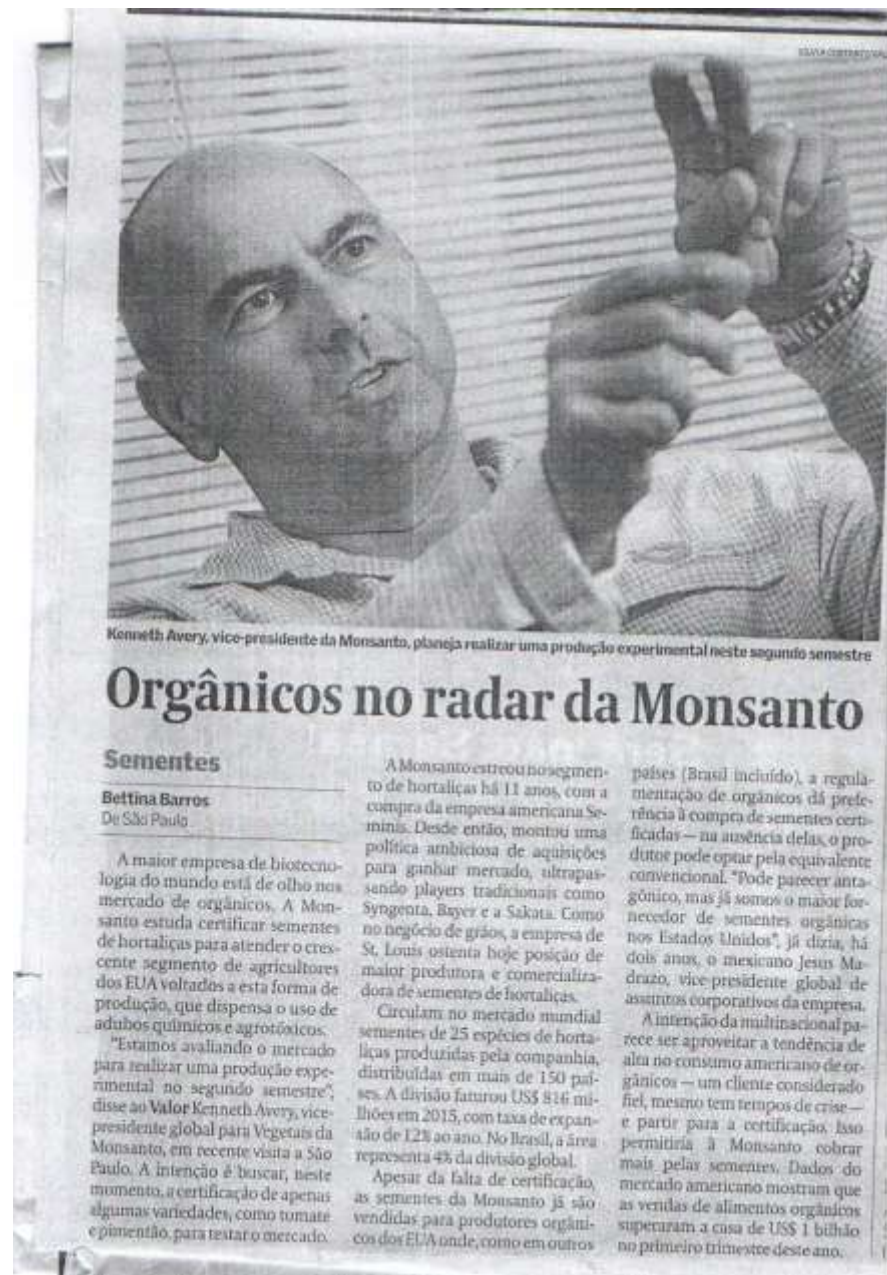 Kenneth Avery, vice-presidente da Monsanto, planeja realizar uma produção experimental neste segundo semestre
Orgânicos no radar da Monsanto
Sementes
Bettina Barros
De São Paulo
A maior empresa de biotecno-
logia do mundo está de olho nos
mercado de orgânicos. A Mon-
santo estuda certificar sementes
de hortaliças para atender o cres-
cente segmento de agricultores
dos EUA voltados a esta forma de
produção, que dispensa o uso de
adubos químicos e agrotóxicos.
"Estamos avaliando o mercado
para realizar uma produção expe-
rimental no segundo semestre",
disse ao Valor Kenneth Avery, vice-
presidente global para Vegetais da
Monsanto, em recente visita a São
Paulo. A intenção é buscar, neste
momento, a certificação de apenas
algumas variedades, como tomate
e pimentão, para testar o mercado.
A Monsanto estreou no segmen-
to de hortaliças há 11 anos, com a
compra da empresa americana Se-
minis. Desde então, montou uma
política ambiciosa de aquisições
para ganhar mercado, ultrapas-
sando players tradicionais como
Syngenta, Bayer e a Sakata. Como
no negócio de grãos, a empresa de
St. Louis ostenta hoje posição de
maior produtora e comercializa-
dora de sementes de hortaliças.
Circulam no mercado mundial
sementes de 25 espécies de horta-
liças produzidas pela companhia,
distribuídas em mais de 150 paí-
ses. A divisão faturou US$ 816 mi-
lhões em 2015, com taxa de expan-
são de 12% ao ano. No Brasil, a área
representa 4% da divisão global.
Apesar da falta de certificação,
as sementes da Monsanto já são
vendidas para produtores orgâni-
cos dos EUA onde, como em outros
países (Brasil incluído), a regula-
mentação de orgânicos dá prefe-
rência à compra de sementes certi-
ficadas — na ausência delas, o pro-
dutor pode optar pela equivalente
convencional. "Pode parecer anta-
gônico, mas já somos o maior for-
necedor de sementes orgânicas
nos Estados Unidos", já dizia, há
dois anos, o mexicano Jesus Ma-
drazo, vice-presidente global de
assuntos corporativos da empresa.
A intenção da multinacional pa-
rece ser aproveitar a tendência de
alta no consumo americano de or-
gânicos — um cliente considerado
fiel, mesmo tem tempos de crise —
e partir para a certificação. Isso
permitiria à Monsanto cobrar
mais pelas sementes. Dados do
mercado americano mostram que
as vendas de alimentos orgânicos
superaram a casa de US$ 1 bilhão
no primeiro trimestre deste ano.